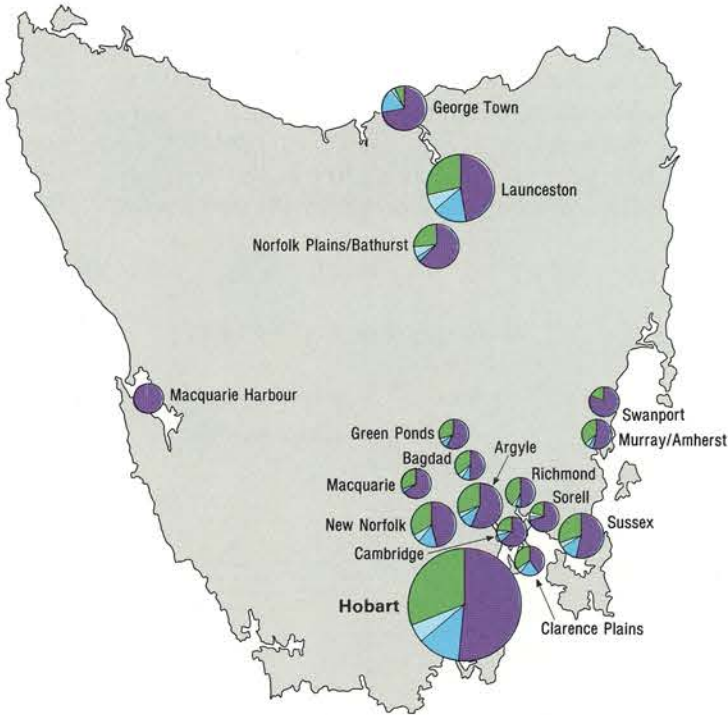 George Town
Launceston
Norfolk Plains/Bathurst
Macquarie Harbour
Swanport
Green Ponds
Murray/Amherst
Argyle
Bagdad
Richmond
Macquarie
Sorell
New Norfolk
Sussex
Cambridge
Hobart
Clarence Plains